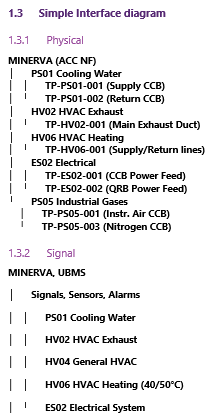 1.3 Simple Interface diagram
1.3.1 Physical
MINERVA (ACC NF)
PS01 Cooling Water
TP-PS01-001 (Supply CCB)
TP-PS01-002 (Return CCB)
HV02 HVAC Exhaust
TP-HV02-001 (Main Exhaust Duct)
HV06 HVAC Heating
TP-HV06-001 (Supply/Return lines)
ES02 Electrical
TP-ES02-001 (CCB Power Feed)
TP-ES02-002 (QRB Power Feed)
PS05 Industrial Gases
TP-PS05-001 (Instr. Air CCB)
TP-PS05-003 (Nitrogen CCB)
1.3.2 Signal
MINERVA, UBMS
Signals, Sensors, Alarms
PS01 Cooling Water
HV02 HVAC Exhaust
HV04 General HVAC
HV06 HVAC Heating (40/50°C)
ES02 Electrical System